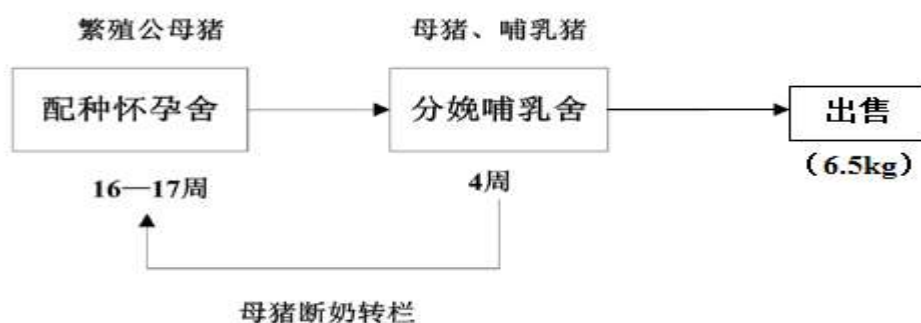 繁殖公母猪
母猪、哺乳猪
配种怀孕舍
分娩哺乳舍
出售
（6.5kg）
16—17周
4周
母猪断奶转栏